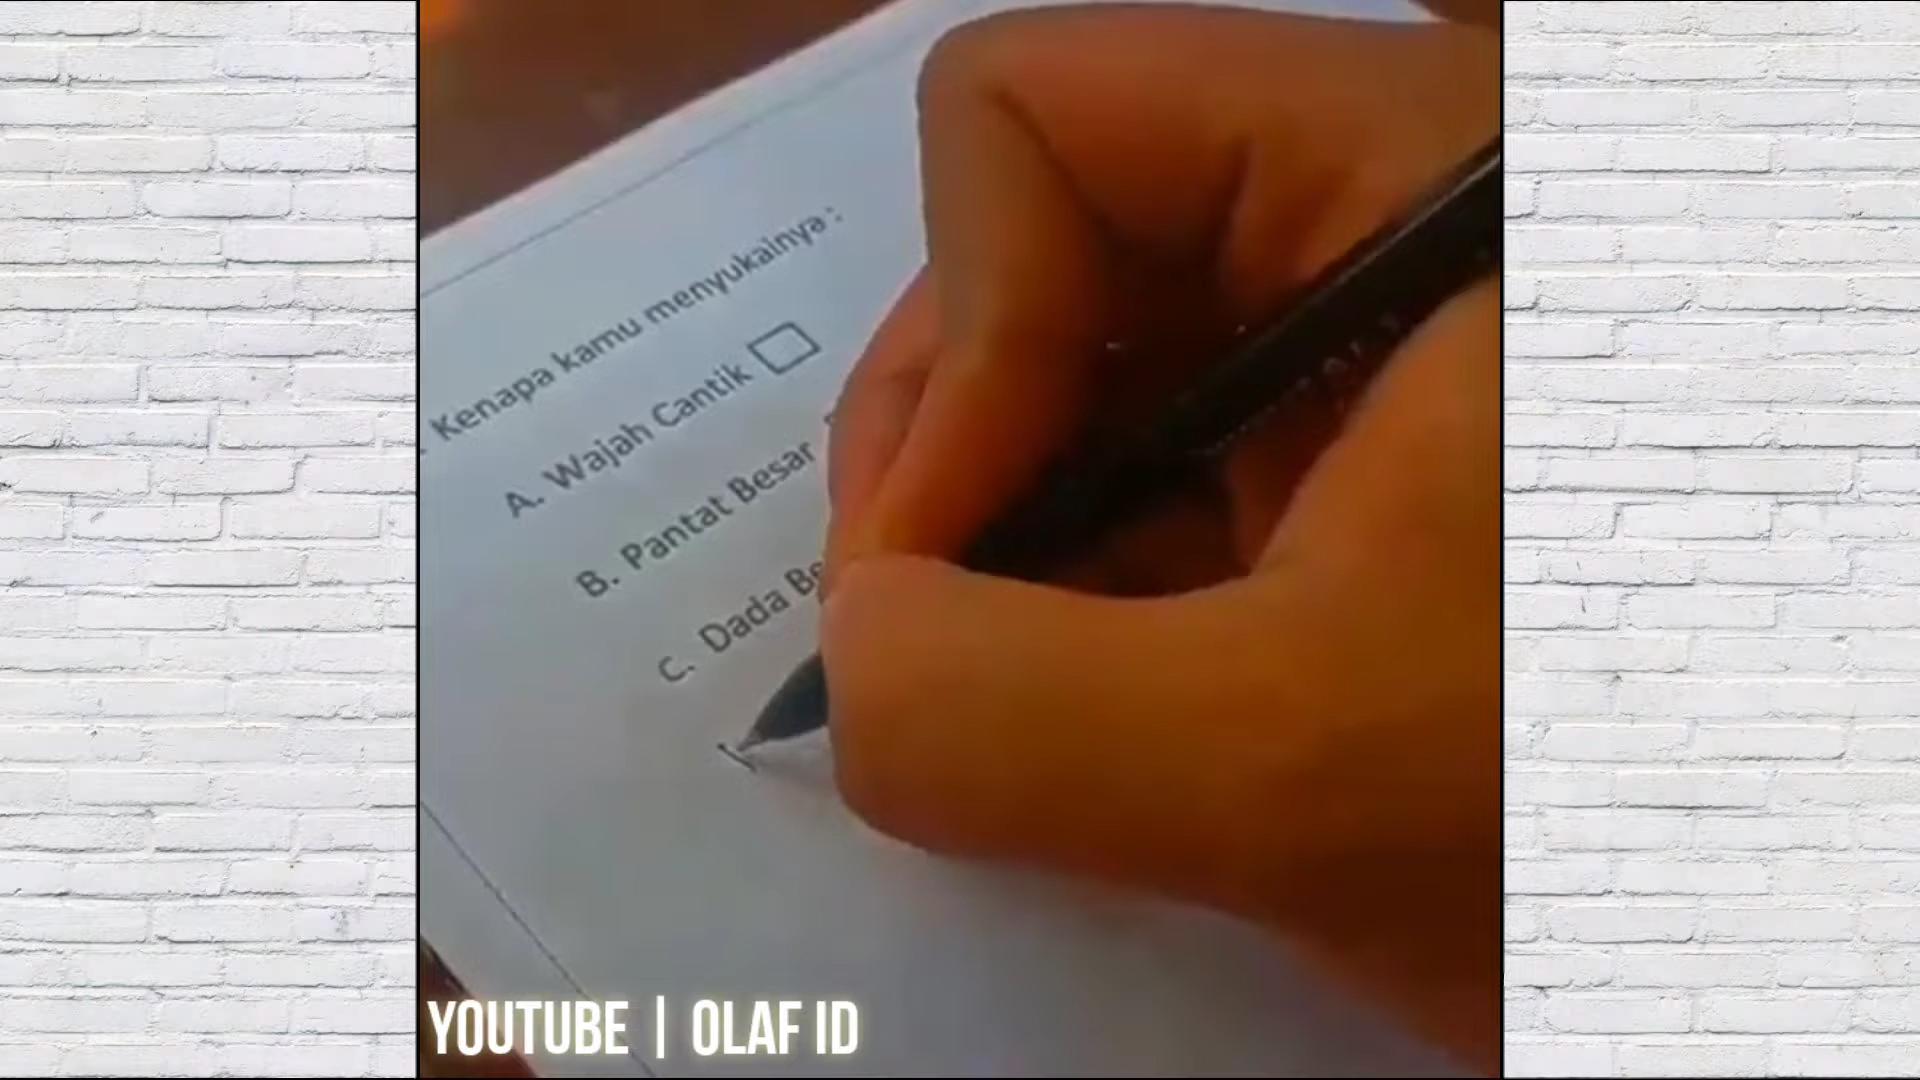 Kenapa kamu menyukainya :
A. Wajah Cantik
B. Pantat Besar
C. Dada
YOUTUBE | OLAF ID